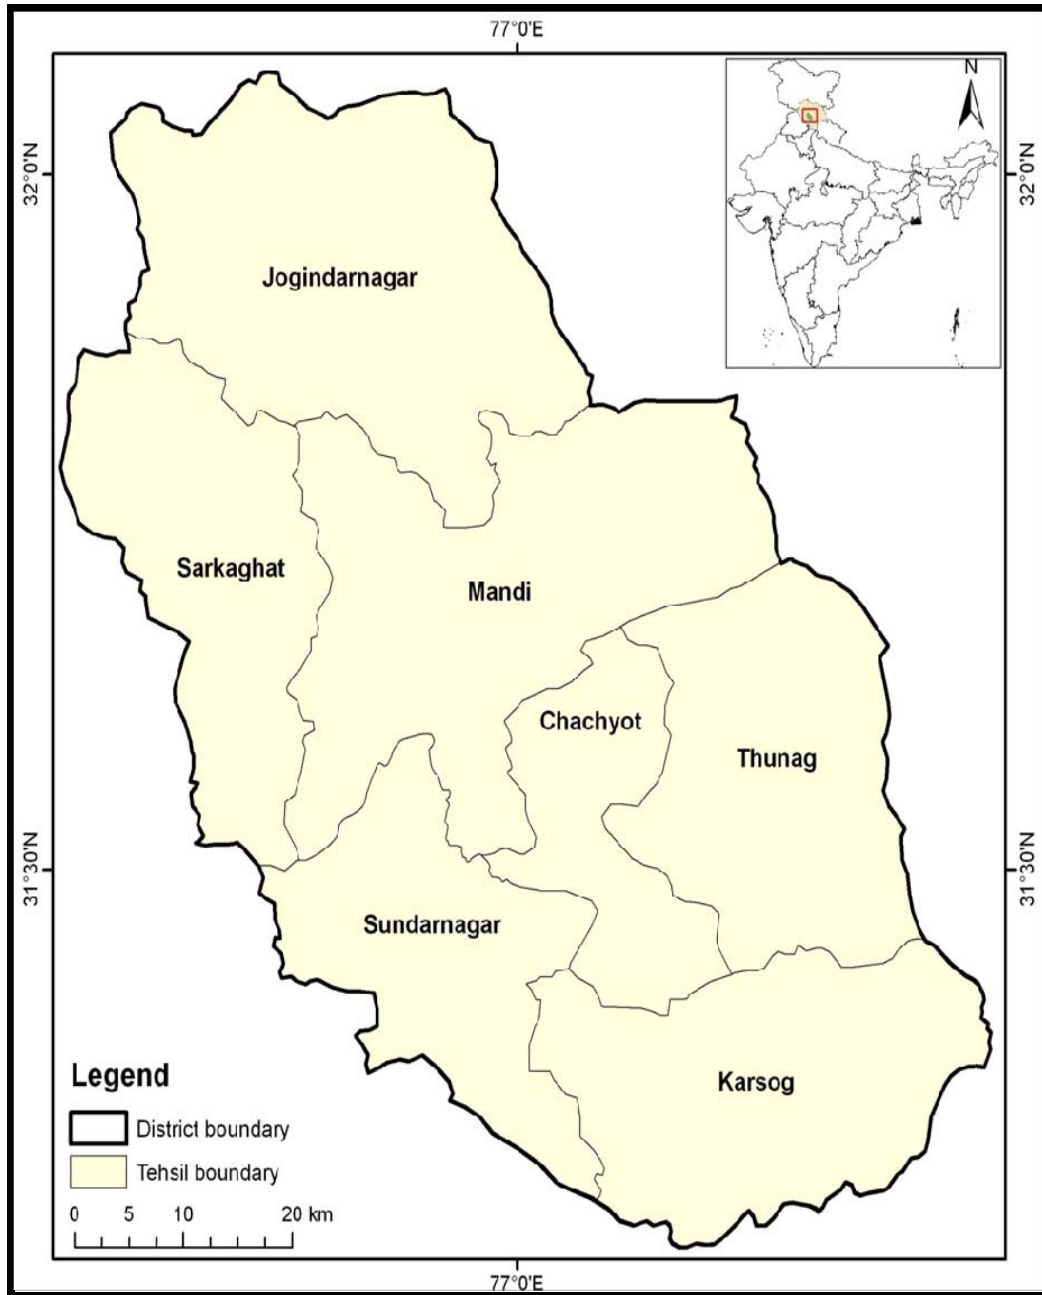 77°0'E
N
32°0'N
32°0'N
Jogindarnagar
Sarkaghat
Mandi
Chachyot
Thunag
31°30'N
31°30'N
Sundarnagar
Karsog
Legend
District boundary
Tehsil boundary
0 5 10 20 km
77°0'E